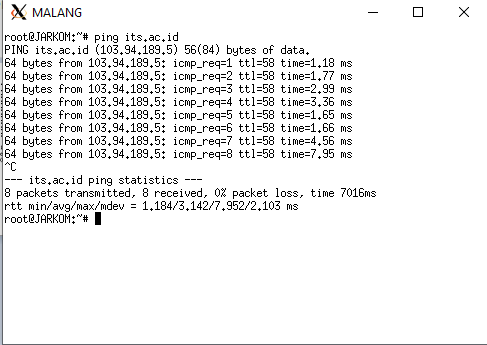 MALANG
root@JARKOM:~# ping its.ac.id
PING its.ac.id (103.94.189.5) 56(84) bytes of data.
64 bytes from 103.94.189.5: icmp_req=1 ttl=58 time=1.18 ms
64 bytes from 103.94.189.5: icmp_req=2 ttl=58 time=1.77 ms
64 bytes from 103.94.189.5: icmp_req=3 ttl=58 time=2.99 ms
64 bytes from 103.94.189.5: icmp_req=4 ttl=58 time=3.36 ms
64 bytes from 103.94.189.5: icmp_req=5 ttl=58 time=1.65 ms
64 bytes from 103.94.189.5: icmp_req=6 ttl=58 time=1.66 ms
64 bytes from 103.94.189.5: icmp_req=7 ttl=58 time=4.56 ms
64 bytes from 103.94.189.5: icmp_req=8 ttl=58 time=7.95 ms
^C
--- its.ac.id ping statistics ---
8 packets transmitted, 8 received, 0% packet loss, time 7016ms
rtt min/avg/max/mdev = 1.184/3.142/7.952/2.103 ms
root@JARKOM:~#